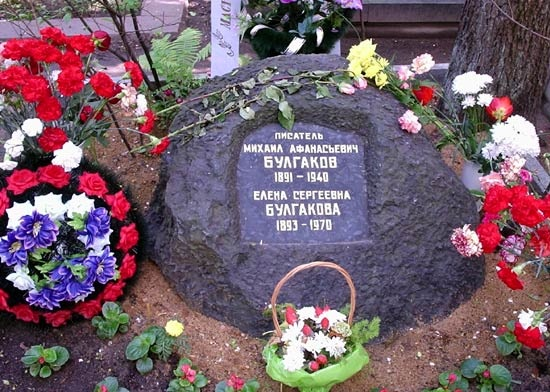 ПИСАТЕЛЬ
МИХАИЛ АФАНАСЬЕВИЧ
БУЛГАКОВ
1891 - 1940
ЕЛЕНА СЕРГЕЕВНА
БУЛГАКОВА
1893 - 1970